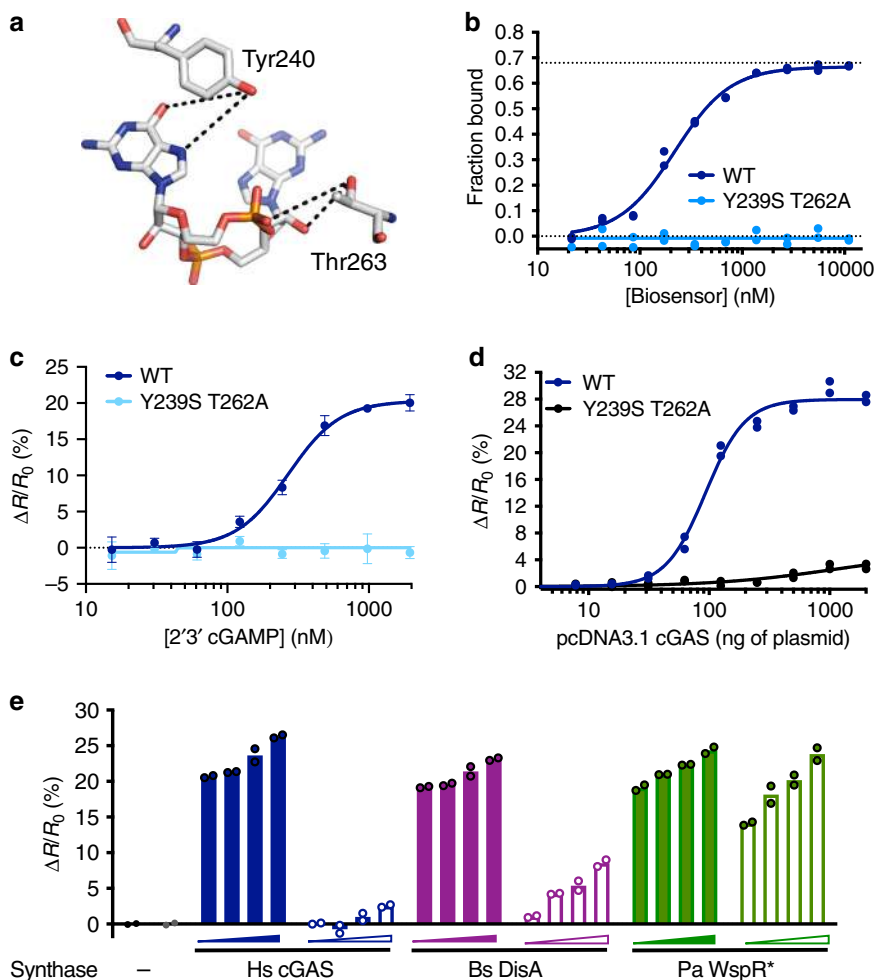 a
Tyr240
Thr263
b
0.8
0.7
0.6
0.5
0.4
0.3
0.2
0.1
0.0
Fraction bound
WT
Y239S T262A
10
100
1000
10000
[Biosensor] (nM)
c
25
20
15
10
5
0
−5
ΔR/R0 (%)
WT
Y239S T262A
10
100
1000
[2′3′ cGAMP] (nM)
d
32
28
24
20
16
12
8
4
0
ΔR/R0 (%)
WT
Y239S T262A
10
100
1000
pcDNA3.1 cGAS (ng of plasmid)
e
30
25
20
15
10
5
0
ΔR/R0 (%)
Synthase – Hs cGAS Bs DisA Pa WspR*